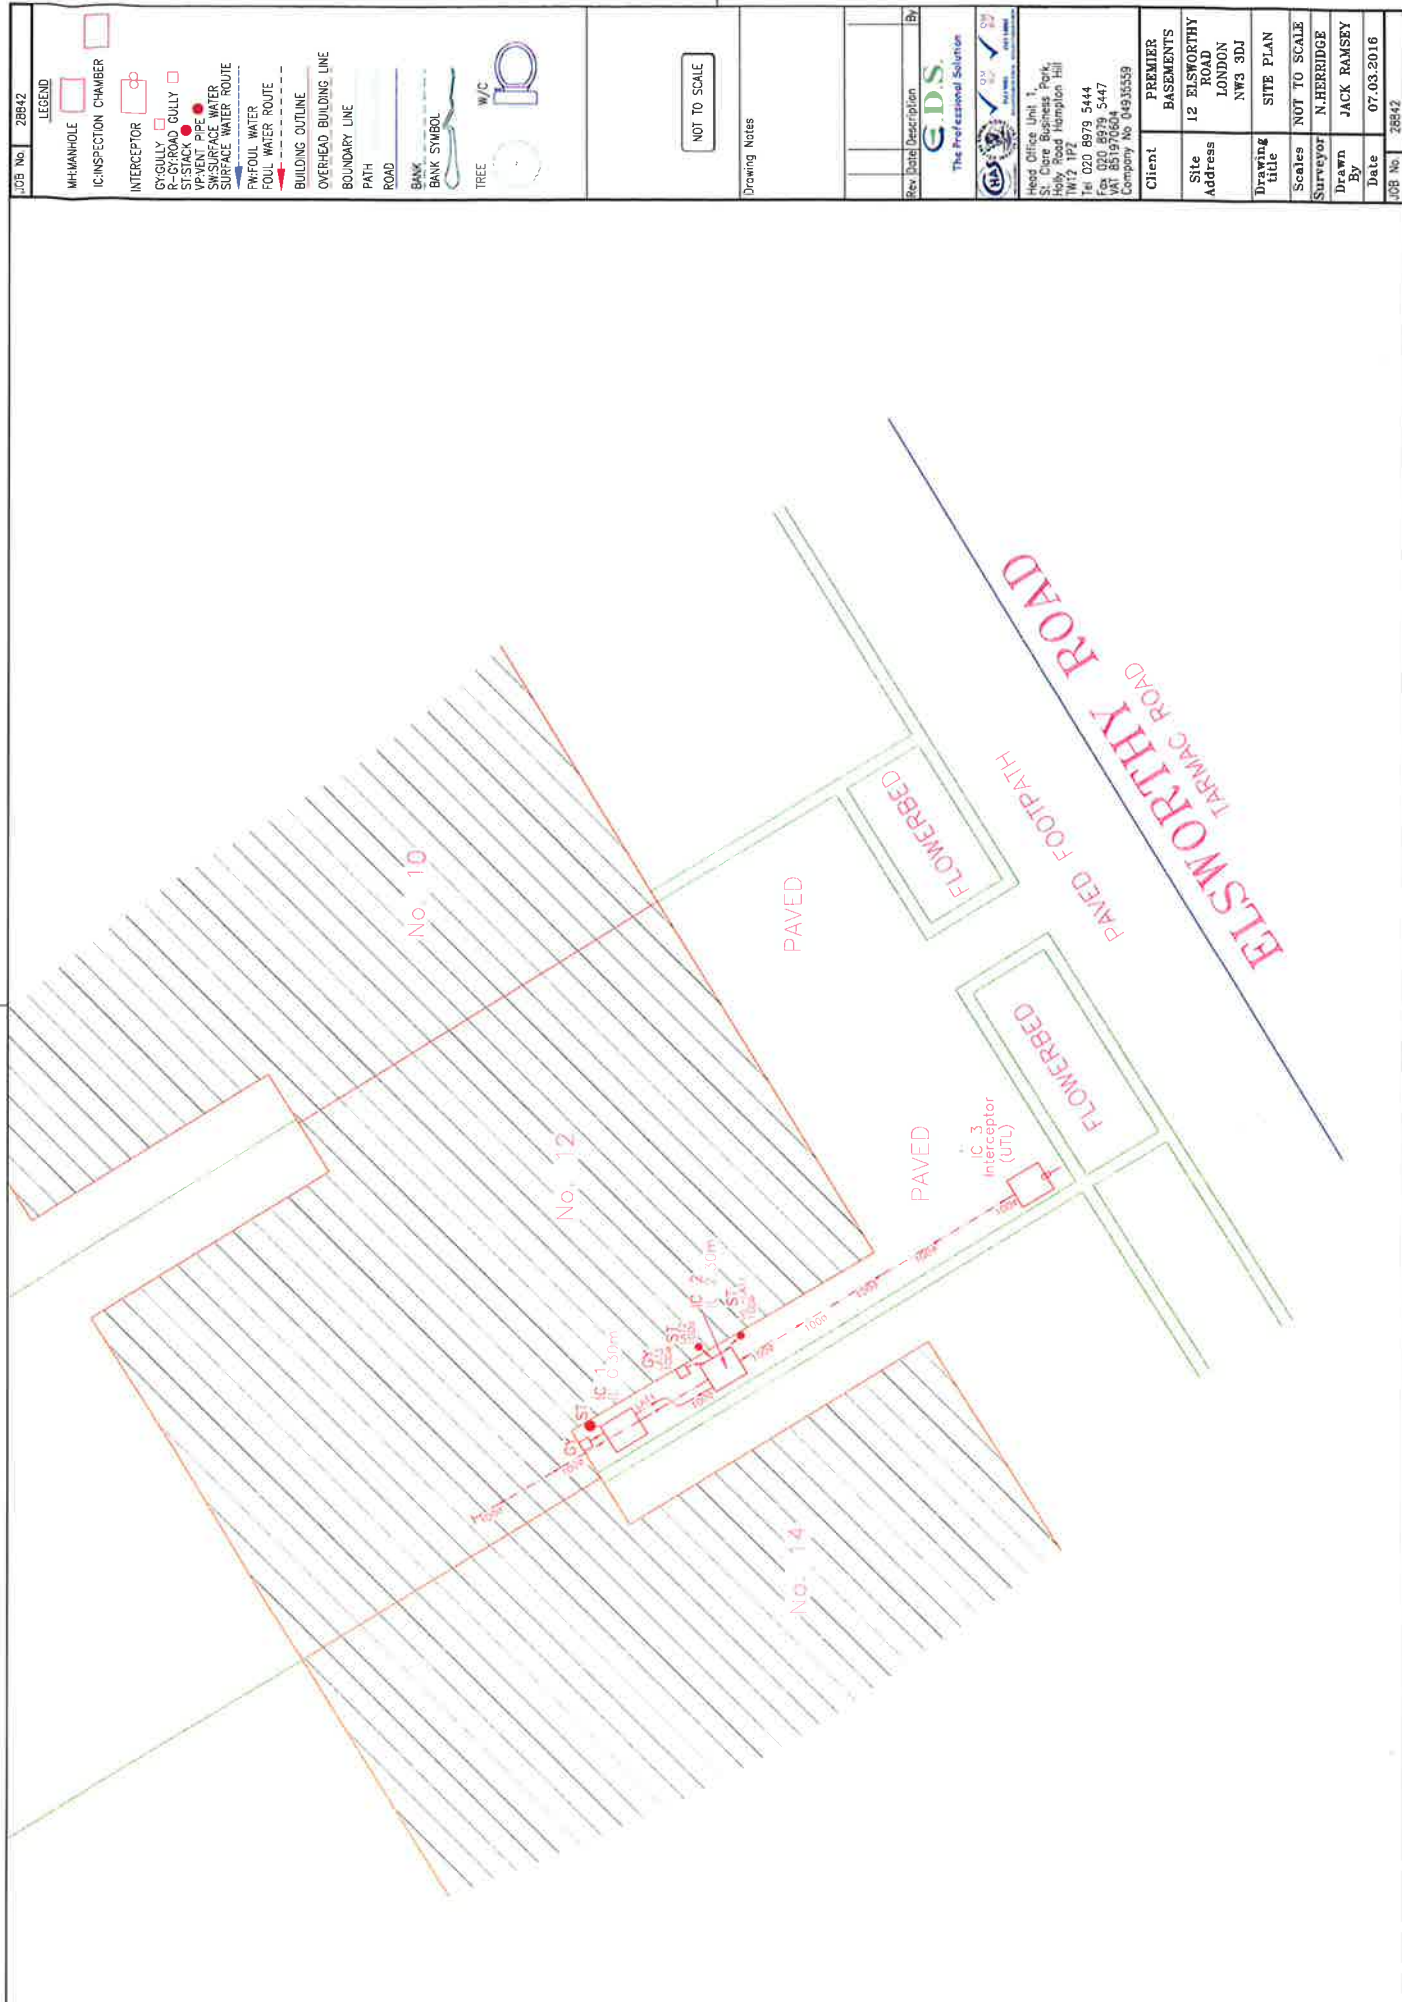 JOB No. 28842
LEGEND
MH:MANHOLE
IC:INSPECTION CHAMBER
INTERCEPTOR
GY:GULLY
R-GY:ROAD GULLY
ST:STACK
VP:VENT PIPE
SW:SURFACE WATER
SURFACE WATER ROUTE
FW:FOUL WATER
FOUL WATER ROUTE
BUILDING OUTLINE
OVERHEAD BUILDING LINE
BOUNDARY LINE
PATH
ROAD
BANK
BANK SYMBOL
TREE
W/C
NOT TO SCALE
Drawing Notes
Rev Date Description By
E.D.S.
The Professional Solution
CHAS
Head Office Unit 1,
St. Clare Business Park,
Holly Road Hampton Hill
TW12 1PZ
Tel 020 8979 5444
Fax 020 8979 5447
VAT 851970604
Company No 04935559
Client PREMIER
BASEMENTS
Site
Address 12 ELSWORTHY
ROAD
LONDON
NW3 3DJ
Drawing
title SITE PLAN
Scales NOT TO SCALE
Surveyor N.HERRIDGE
Drawn
By JACK RAMSEY
Date 07.03.2016
JOB No. 28842
No. 10
No. 12
No. 14
PAVED
PAVED
FLOWERBED
FLOWERBED
PAVED FOOTPATH
ELSWORTHY ROAD
TARMAC ROAD
IC 3
Interceptor
(UTL)
GY
ST
IC 1
GY
ST
IC 2
ST